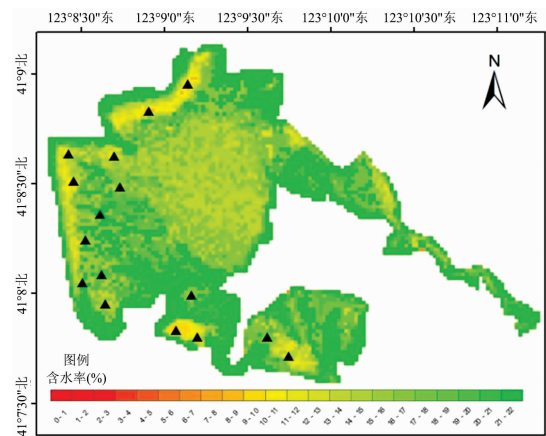 123°8'30"东 123°9'0"东 123°9'30"东 123°10'0"东 123°10'30"东 123°11'0"东
N
41°9'北
41°8'30"北
41°8'北
41°7'30"北
图例
含水率(%)
0 - 1 1 - 2 2 - 3 3 - 4 4 - 5 5 - 6 6 - 7 7 - 8 8 - 9 9 - 10 10 - 11 11 - 12 12 - 13 13 - 14 14 - 15 15 - 16 16 - 17 17 - 18 18 - 19 19 - 20 20 - 21 21 - 22